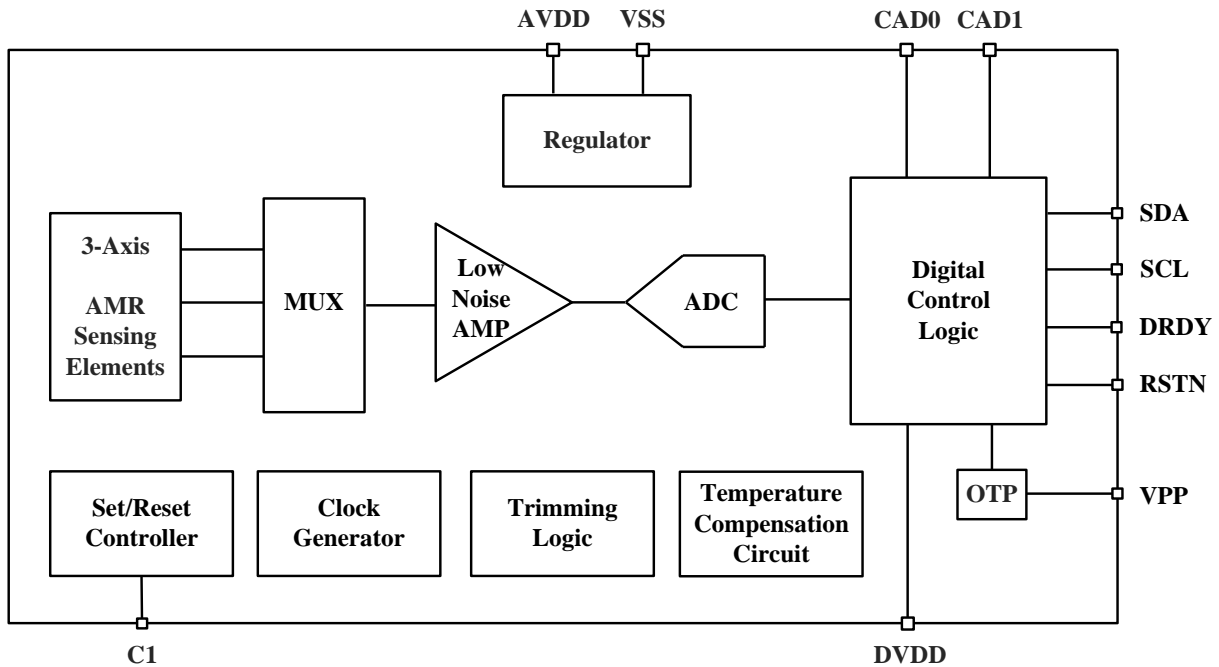 AVDD VSS CAD0 CAD1
Regulator
3-Axis
AMR
Sensing
Elements
MUX
Low
Noise
AMP
ADC
Digital
Control
Logic
SDA
SCL
DRDY
RSTN
Set/Reset
Controller
Clock
Generator
Trimming
Logic
Temperature
Compensation
Circuit
OTP
VPP
C1
DVDD